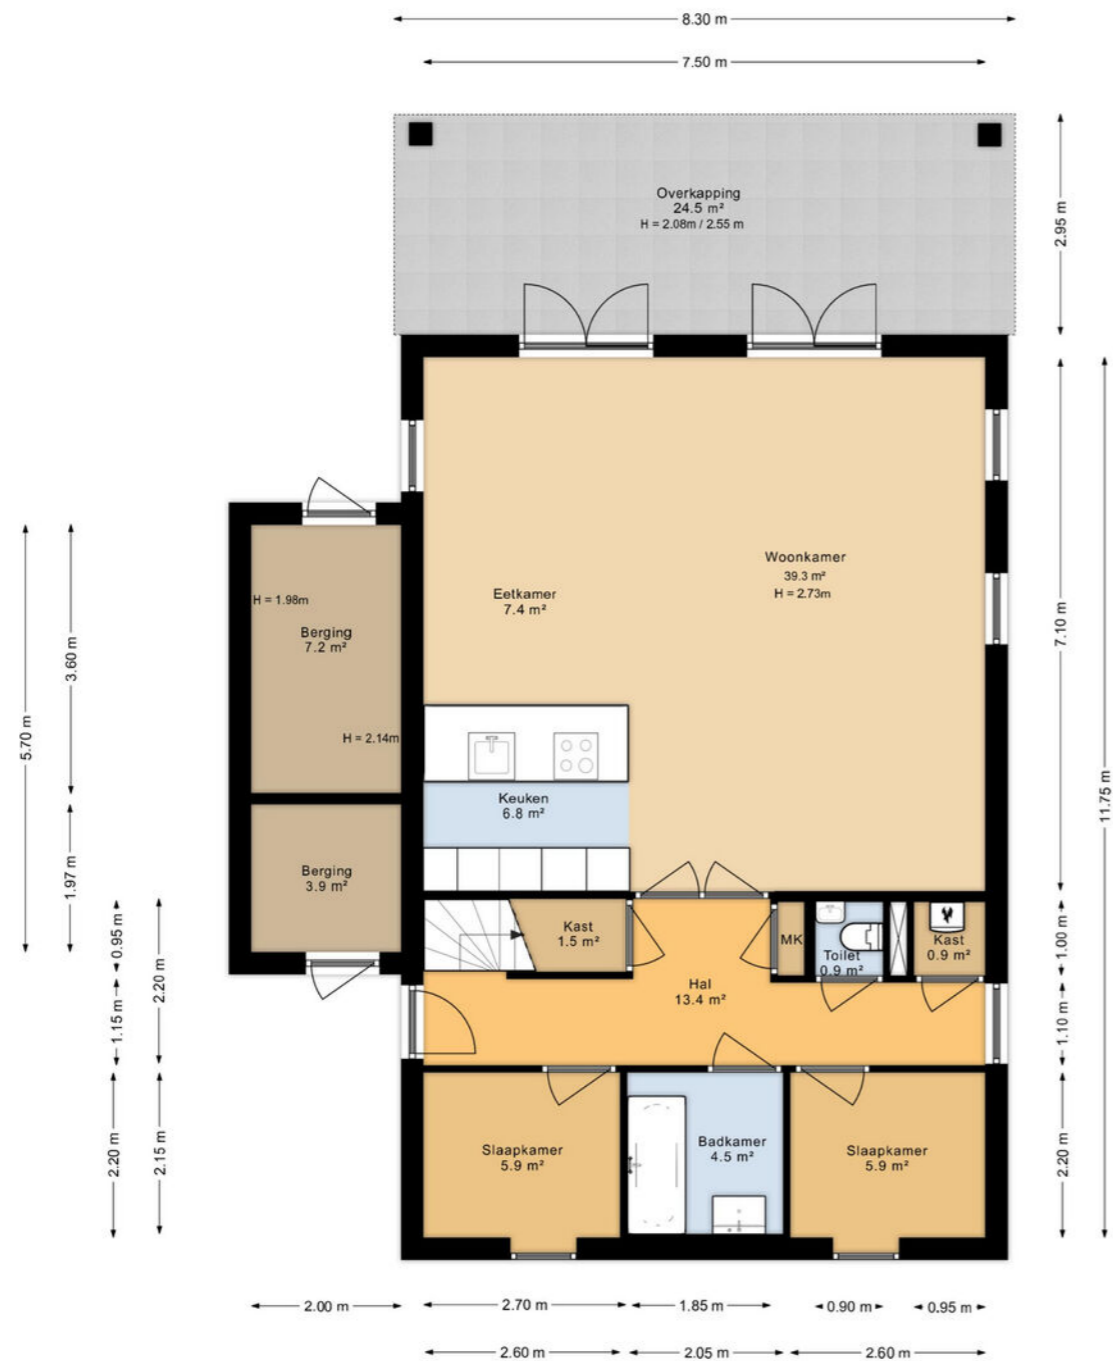 8.30 m
7.50 m
Overkapping
24.5 m²
H = 2.08m / 2.55 m
2.95 m
Woonkamer
39.3 m²
H = 2.73m
Eetkamer
7.4 m²
H = 1.98m
Berging
7.2 m²
H = 2.14m
3.60 m
5.70 m
7.10 m
11.75 m
Keuken
6.8 m²
Berging
3.9 m²
1.97 m
0.95 m
2.20 m
1.15 m
Kast
1.5 m²
MK
Toilet
0.9 m²
Kast
0.9 m²
1.00 m
Hal
13.4 m²
1.10 m
Slaapkamer
5.9 m²
Badkamer
4.5 m²
Slaapkamer
5.9 m²
2.20 m
2.15 m
2.20 m
2.00 m
2.70 m
1.85 m
0.90 m
0.95 m
2.60 m
2.05 m
2.60 m